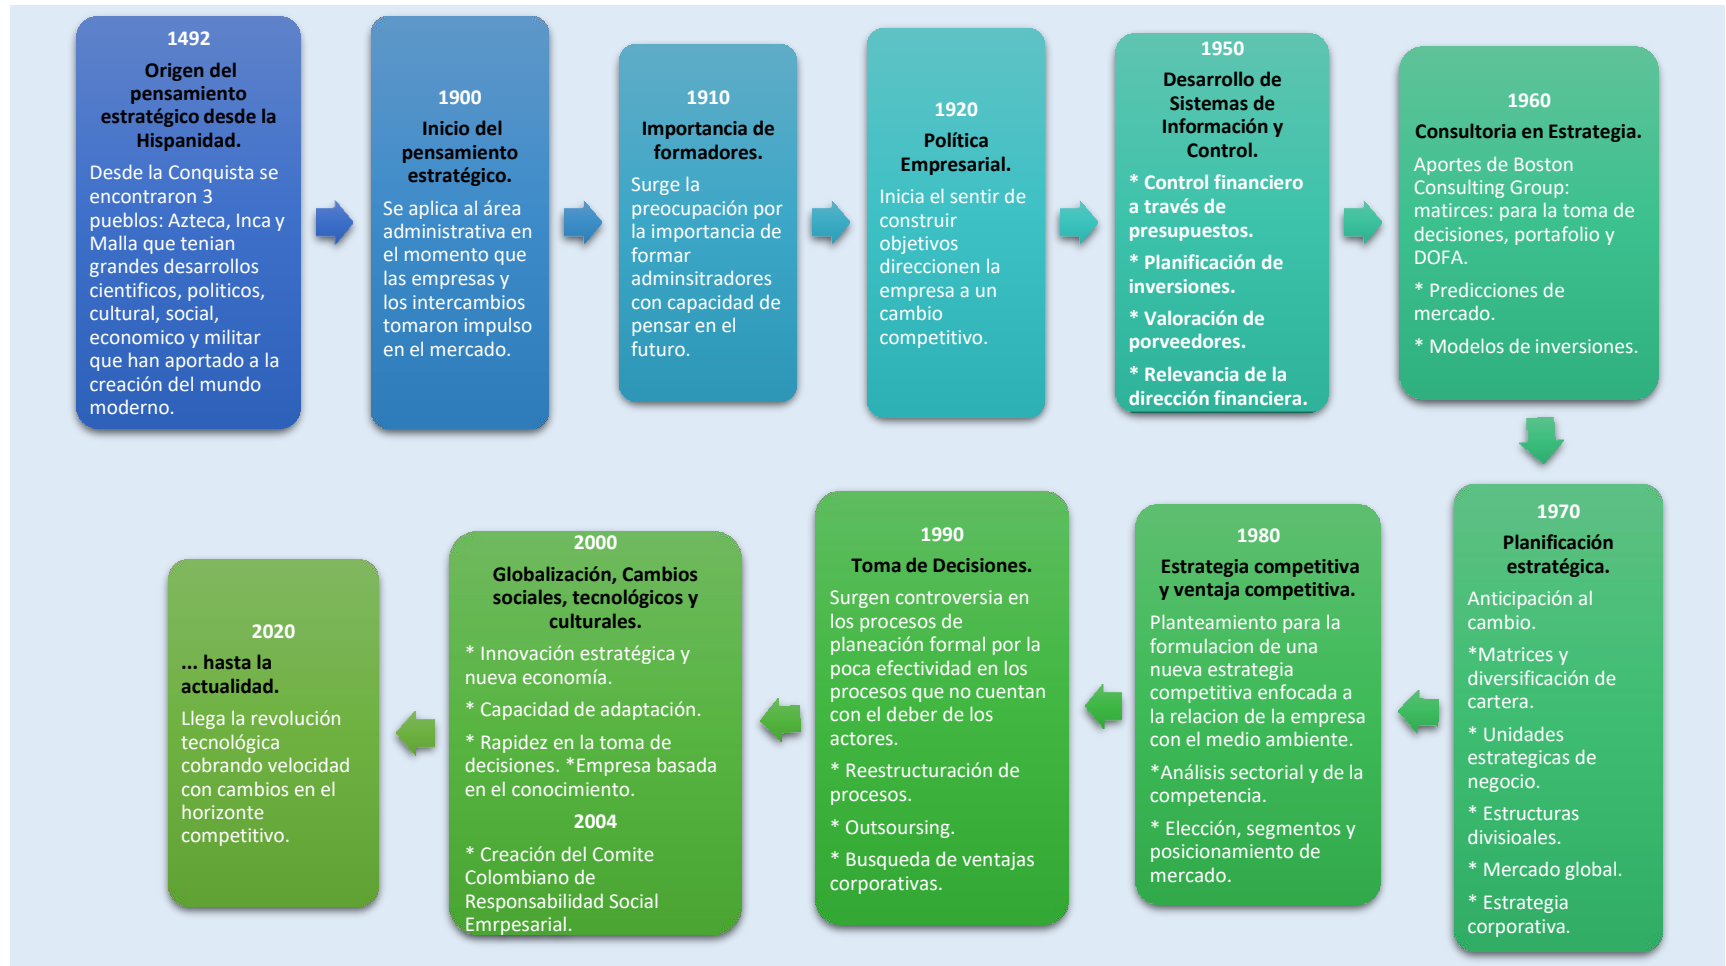 1492
Origen del
pensamiento
estratégico desde la
Hispanidad.
Desde la Conquista se
encontraron 3
pueblos: Azteca, Inca y
Malla que tenian
grandes desarrollos
cientificos, politicos,
cultural, social,
economico y militar
que han aportado a la
creación del mundo
moderno.
1900
Inicio del
pensamiento
estratégico.
Se aplica al área
administrativa en
el momento que
las empresas y
los intercambios
tomaron impulso
en el mercado.
1910
Importancia de
formadores.
Surge la
preocupación por
la importancia de
formar
adminsitradores
con capacidad de
pensar en el
futuro.
1920
Política
Empresarial.
Inicia el sentir de
construir
objetivos
direccionen la
empresa a un
cambio
competitivo.
1950
Desarrollo de
Sistemas de
Información y
Control.
* Control financiero
a través de
presupuestos.
* Planificación de
inversiones.
* Valoración de
porveedores.
* Relevancia de la
dirección financiera.
1960
Consultoria en Estrategia.
Aportes de Boston
Consulting Group:
matirces: para la toma de
decisiones, portafolio y
DOFA.
* Predicciones de
mercado.
* Modelos de inversiones.
1970
Planificación
estratégica.
Anticipación al
cambio.
*Matrices y
diversificación de
cartera.
* Unidades
estrategicas de
negocio.
* Estructuras
divisioales.
* Mercado global.
* Estrategia
corporativa.
1980
Estrategia competitiva
y ventaja competitiva.
Planteamiento para la
formulacion de una
nueva estrategia
competitiva enfocada a
la relacion de la empresa
con el medio ambiente.
*Análisis sectorial y de la
competencia.
* Elección, segmentos y
posicionamiento de
mercado.
1990
Toma de Decisiones.
Surgen controversia en
los procesos de
planeación formal por la
poca efectividad en los
procesos que no cuentan
con el deber de los
actores.
* Reestructuración de
procesos.
* Outsoursing.
* Busqueda de ventajas
corporativas.
2000
Globalización, Cambios
sociales, tecnológicos y
culturales.
* Innovación estratégica y
nueva economía.
* Capacidad de adaptación.
* Rapidez en la toma de
decisiones. *Empresa basada
en el conocimiento.
2004
* Creación del Comite
Colombiano de
Responsabilidad Social
Emrpesarial.
2020
... hasta la
actualidad.
Llega la revolución
tecnológica
cobrando velocidad
con cambios en el
horizonte
competitivo.